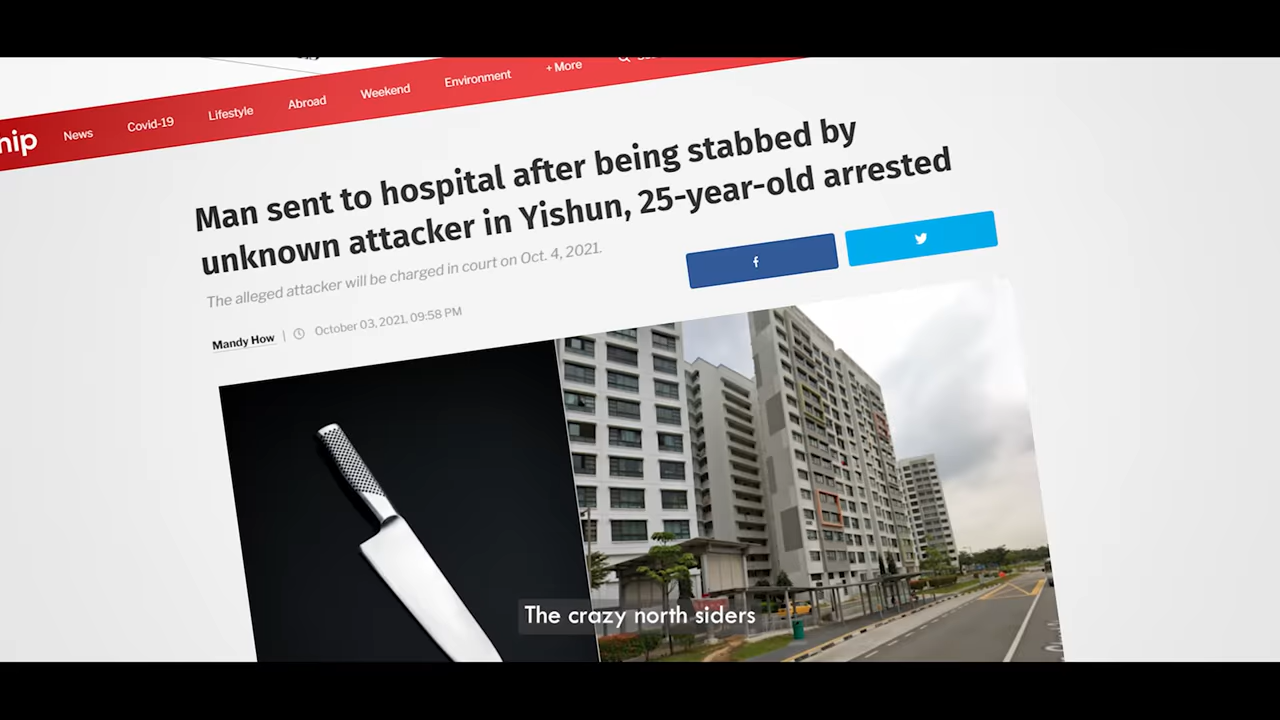 nip
News
Covid-19
Lifestyle
Abroad
Weekend
Environment
+ More
Man sent to hospital after being stabbed by
unknown attacker in Yishun, 25-year-old arrested
The alleged attacker will be charged in court on Oct. 4, 2021.
Mandy How | October 03, 2021, 09:58 PM
f
The crazy north siders